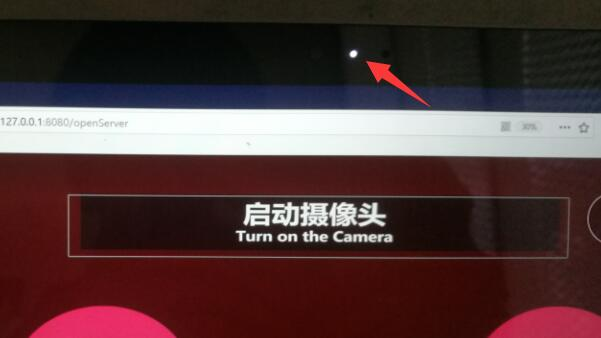 127.0.0.1:8080/openServer
30%
启动摄像头
Turn on the Camera